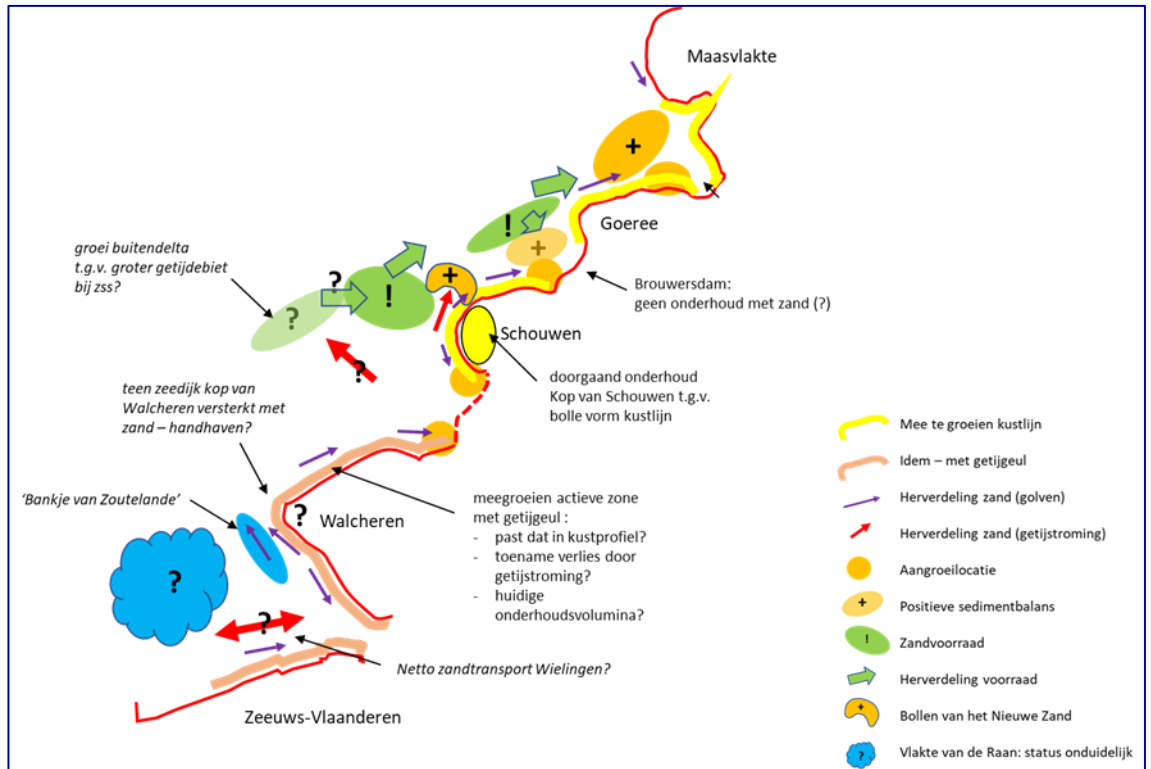 Maasvlakte
+
!
Goeree
+
groei buitendelta
t.g.v. groter getijdebiet
bij zss?
?
?
!
+
Brouwersdam:
geen onderhoud met zand (?)
Schouwen
?
doorgaand onderhoud
Kop van Schouwen t.g.v.
bolle vorm kustlijn
teen zeedijk kop van
Walcheren versterkt met
zand – handhaven?
'Bankje van Zoutelande'
?
Walcheren
meegroeien actieve zone
met getijgeul :
- past dat in kustprofiel?
- toename verlies door
getijstroming?
- huidige
onderhoudsvolumina?
?
?
Netto zandtransport Wielingen?
Zeeuws-Vlaanderen
Mee te groeien kustlijn
Idem – met getijgeul
Herverdeling zand (golven)
Herverdeling zand (getijstroming)
Aangroeilocatie
+ Positieve sedimentbalans
! Zandvoorraad
Herverdeling voorraad
+ Bollen van het Nieuwe Zand
? Vlakte van de Raan: status onduidelijk